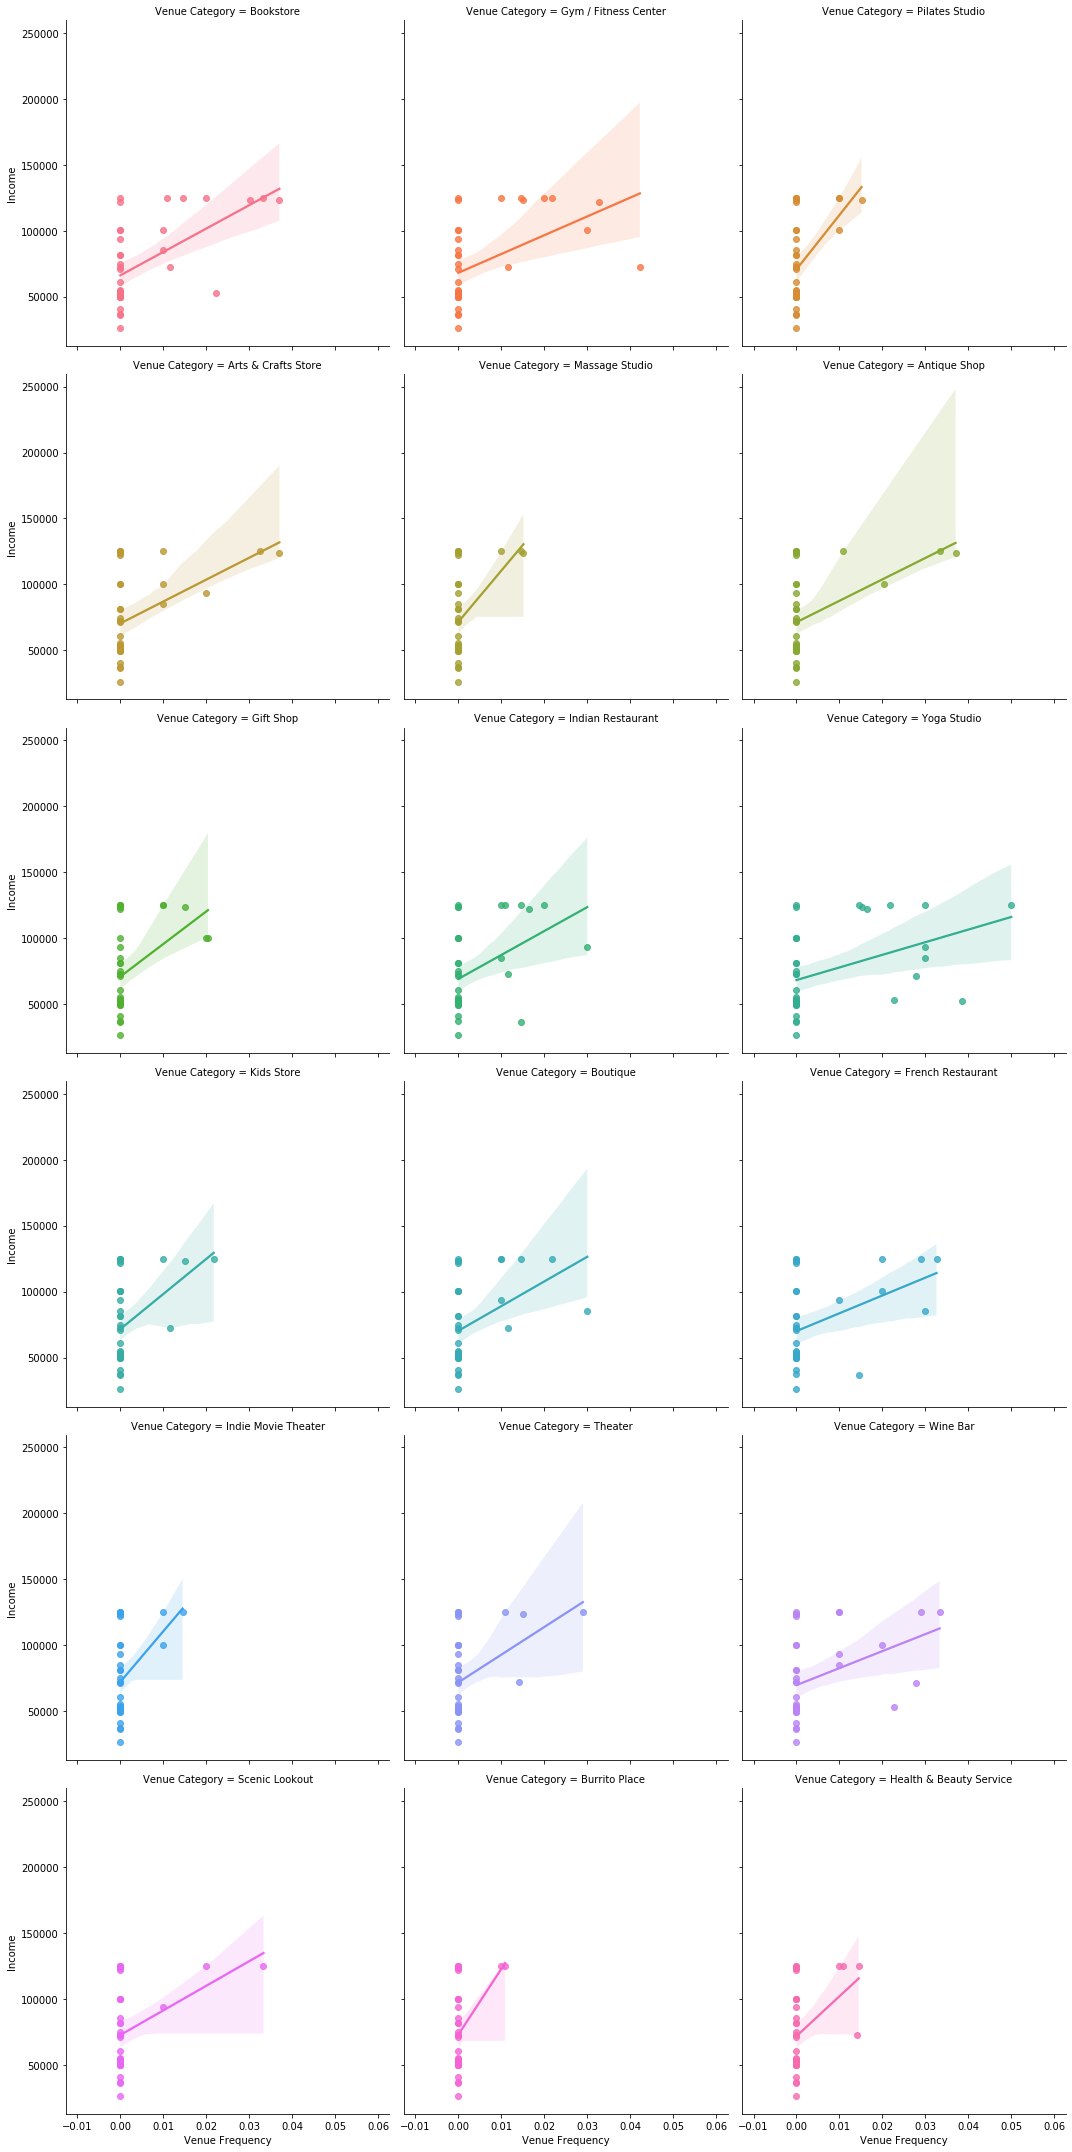 Venue Category = Bookstore
Venue Category = Gym / Fitness Center
Venue Category = Pilates Studio
250000
200000
150000
100000
50000
Income
Venue Category = Arts & Crafts Store
Venue Category = Massage Studio
Venue Category = Antique Shop
250000
200000
150000
100000
50000
Income
Venue Category = Gift Shop
Venue Category = Indian Restaurant
Venue Category = Yoga Studio
250000
200000
150000
100000
50000
Income
Venue Category = Kids Store
Venue Category = Boutique
Venue Category = French Restaurant
250000
200000
150000
100000
50000
Income
Venue Category = Indie Movie Theater
Venue Category = Theater
Venue Category = Wine Bar
250000
200000
150000
100000
50000
Income
Venue Category = Scenic Lookout
Venue Category = Burrito Place
Venue Category = Health & Beauty Service
250000
200000
150000
100000
50000
Income
−0.01 0.00 0.01 0.02 0.03 0.04 0.05 0.06
Venue Frequency
−0.01 0.00 0.01 0.02 0.03 0.04 0.05 0.06
Venue Frequency
−0.01 0.00 0.01 0.02 0.03 0.04 0.05 0.06
Venue Frequency